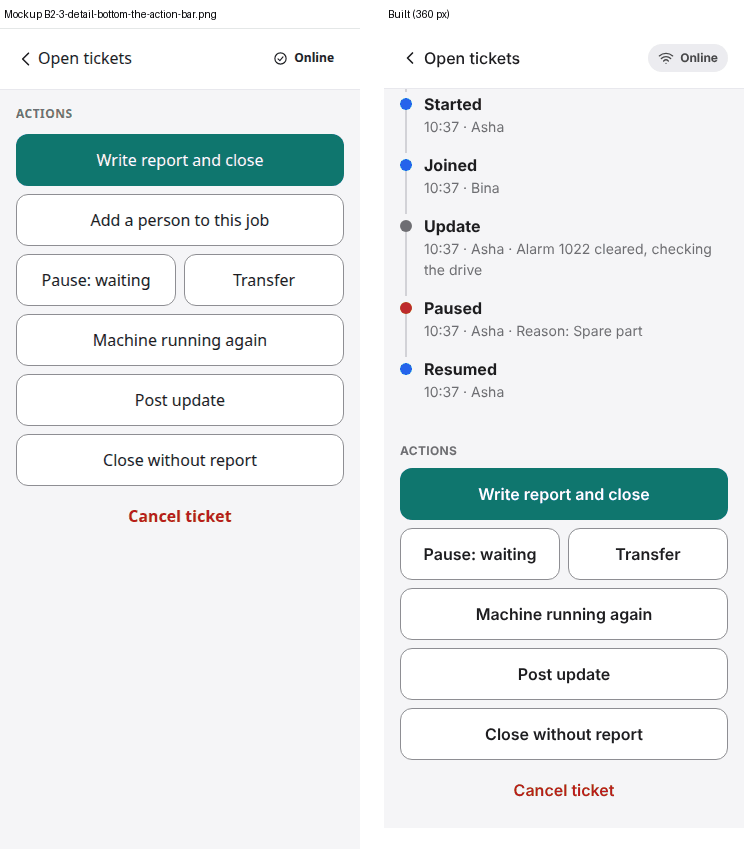 Mockup B2-3-detail-bottom-the-action-bar.png
Open tickets
Online
ACTIONS
Write report and close
Add a person to this job
Pause: waiting
Transfer
Machine running again
Post update
Close without report
Cancel ticket
Built (360 px)
Open tickets
Online
Started
10:37 · Asha
Joined
10:37 · Bina
Update
10:37 · Asha · Alarm 1022 cleared, checking
the drive
Paused
10:37 · Asha · Reason: Spare part
Resumed
10:37 · Asha
ACTIONS
Write report and close
Pause: waiting
Transfer
Machine running again
Post update
Close without report
Cancel ticket